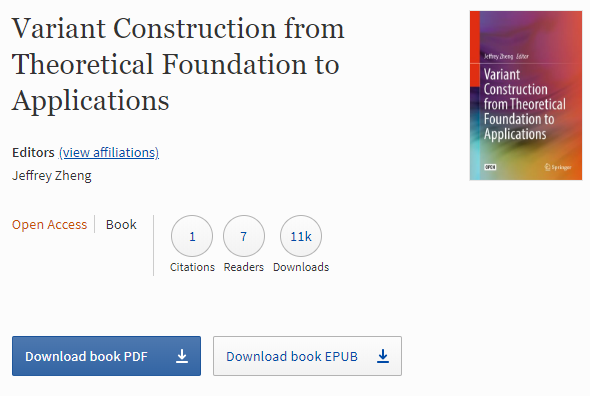 Variant Construction from
Theoretical Foundation to
Applications
Editors (view affiliations)
Jeffrey Zheng
Open Access Book
1 7 11k
Citations Readers Downloads
Download book PDF Download book EPUB
Jeffrey Zheng Editor
Variant
Construction
from Theoretical
Foundation to
Applications
OPEN Springer